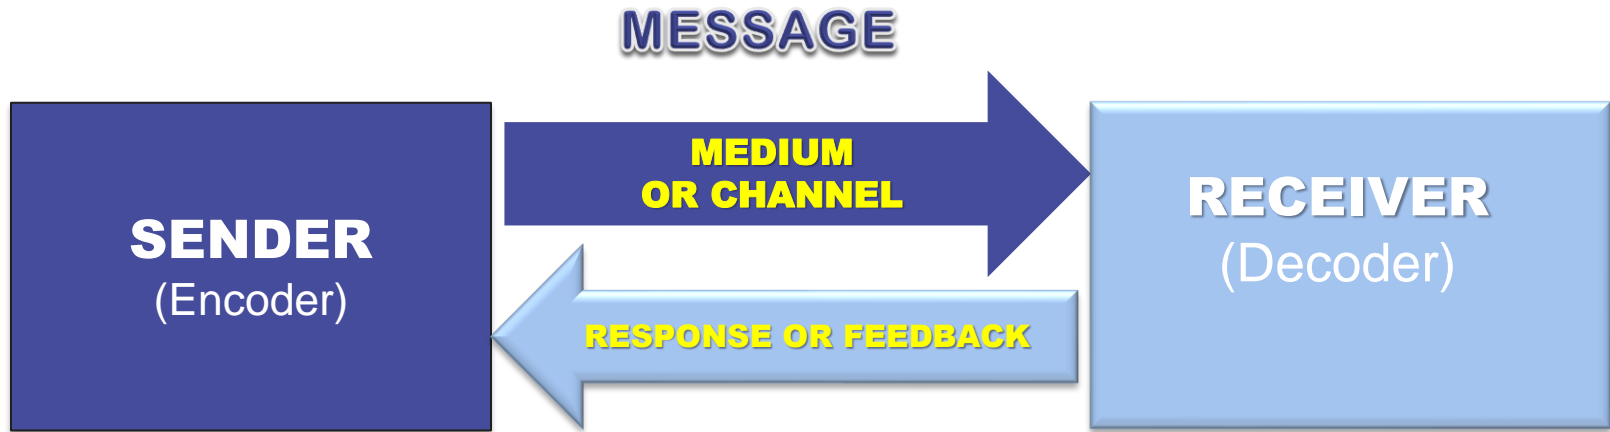 MESSAGE
MEDIUM
OR CHANNEL
SENDER
(Encoder)
RECEIVER
(Decoder)
RESPONSE OR FEEDBACK